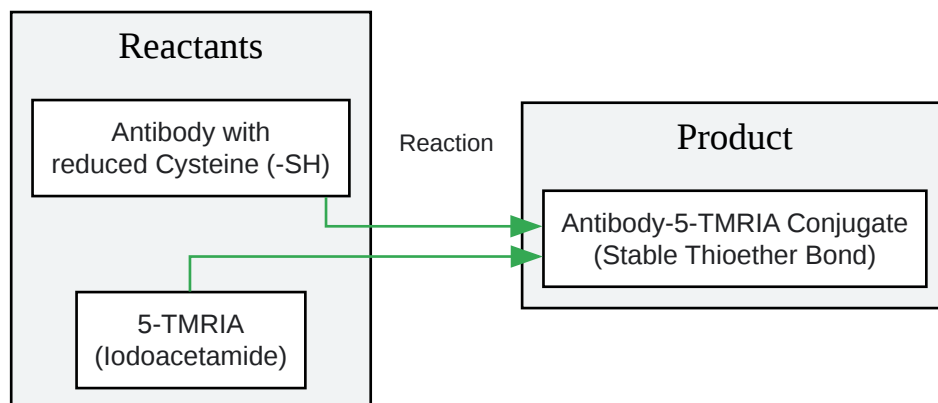 Reactants
Antibody with
reduced Cysteine (-SH)
5-TMRIA
(Iodoacetamide)
Reaction
Product
Antibody-5-TMRIA Conjugate
(Stable Thioether Bond)